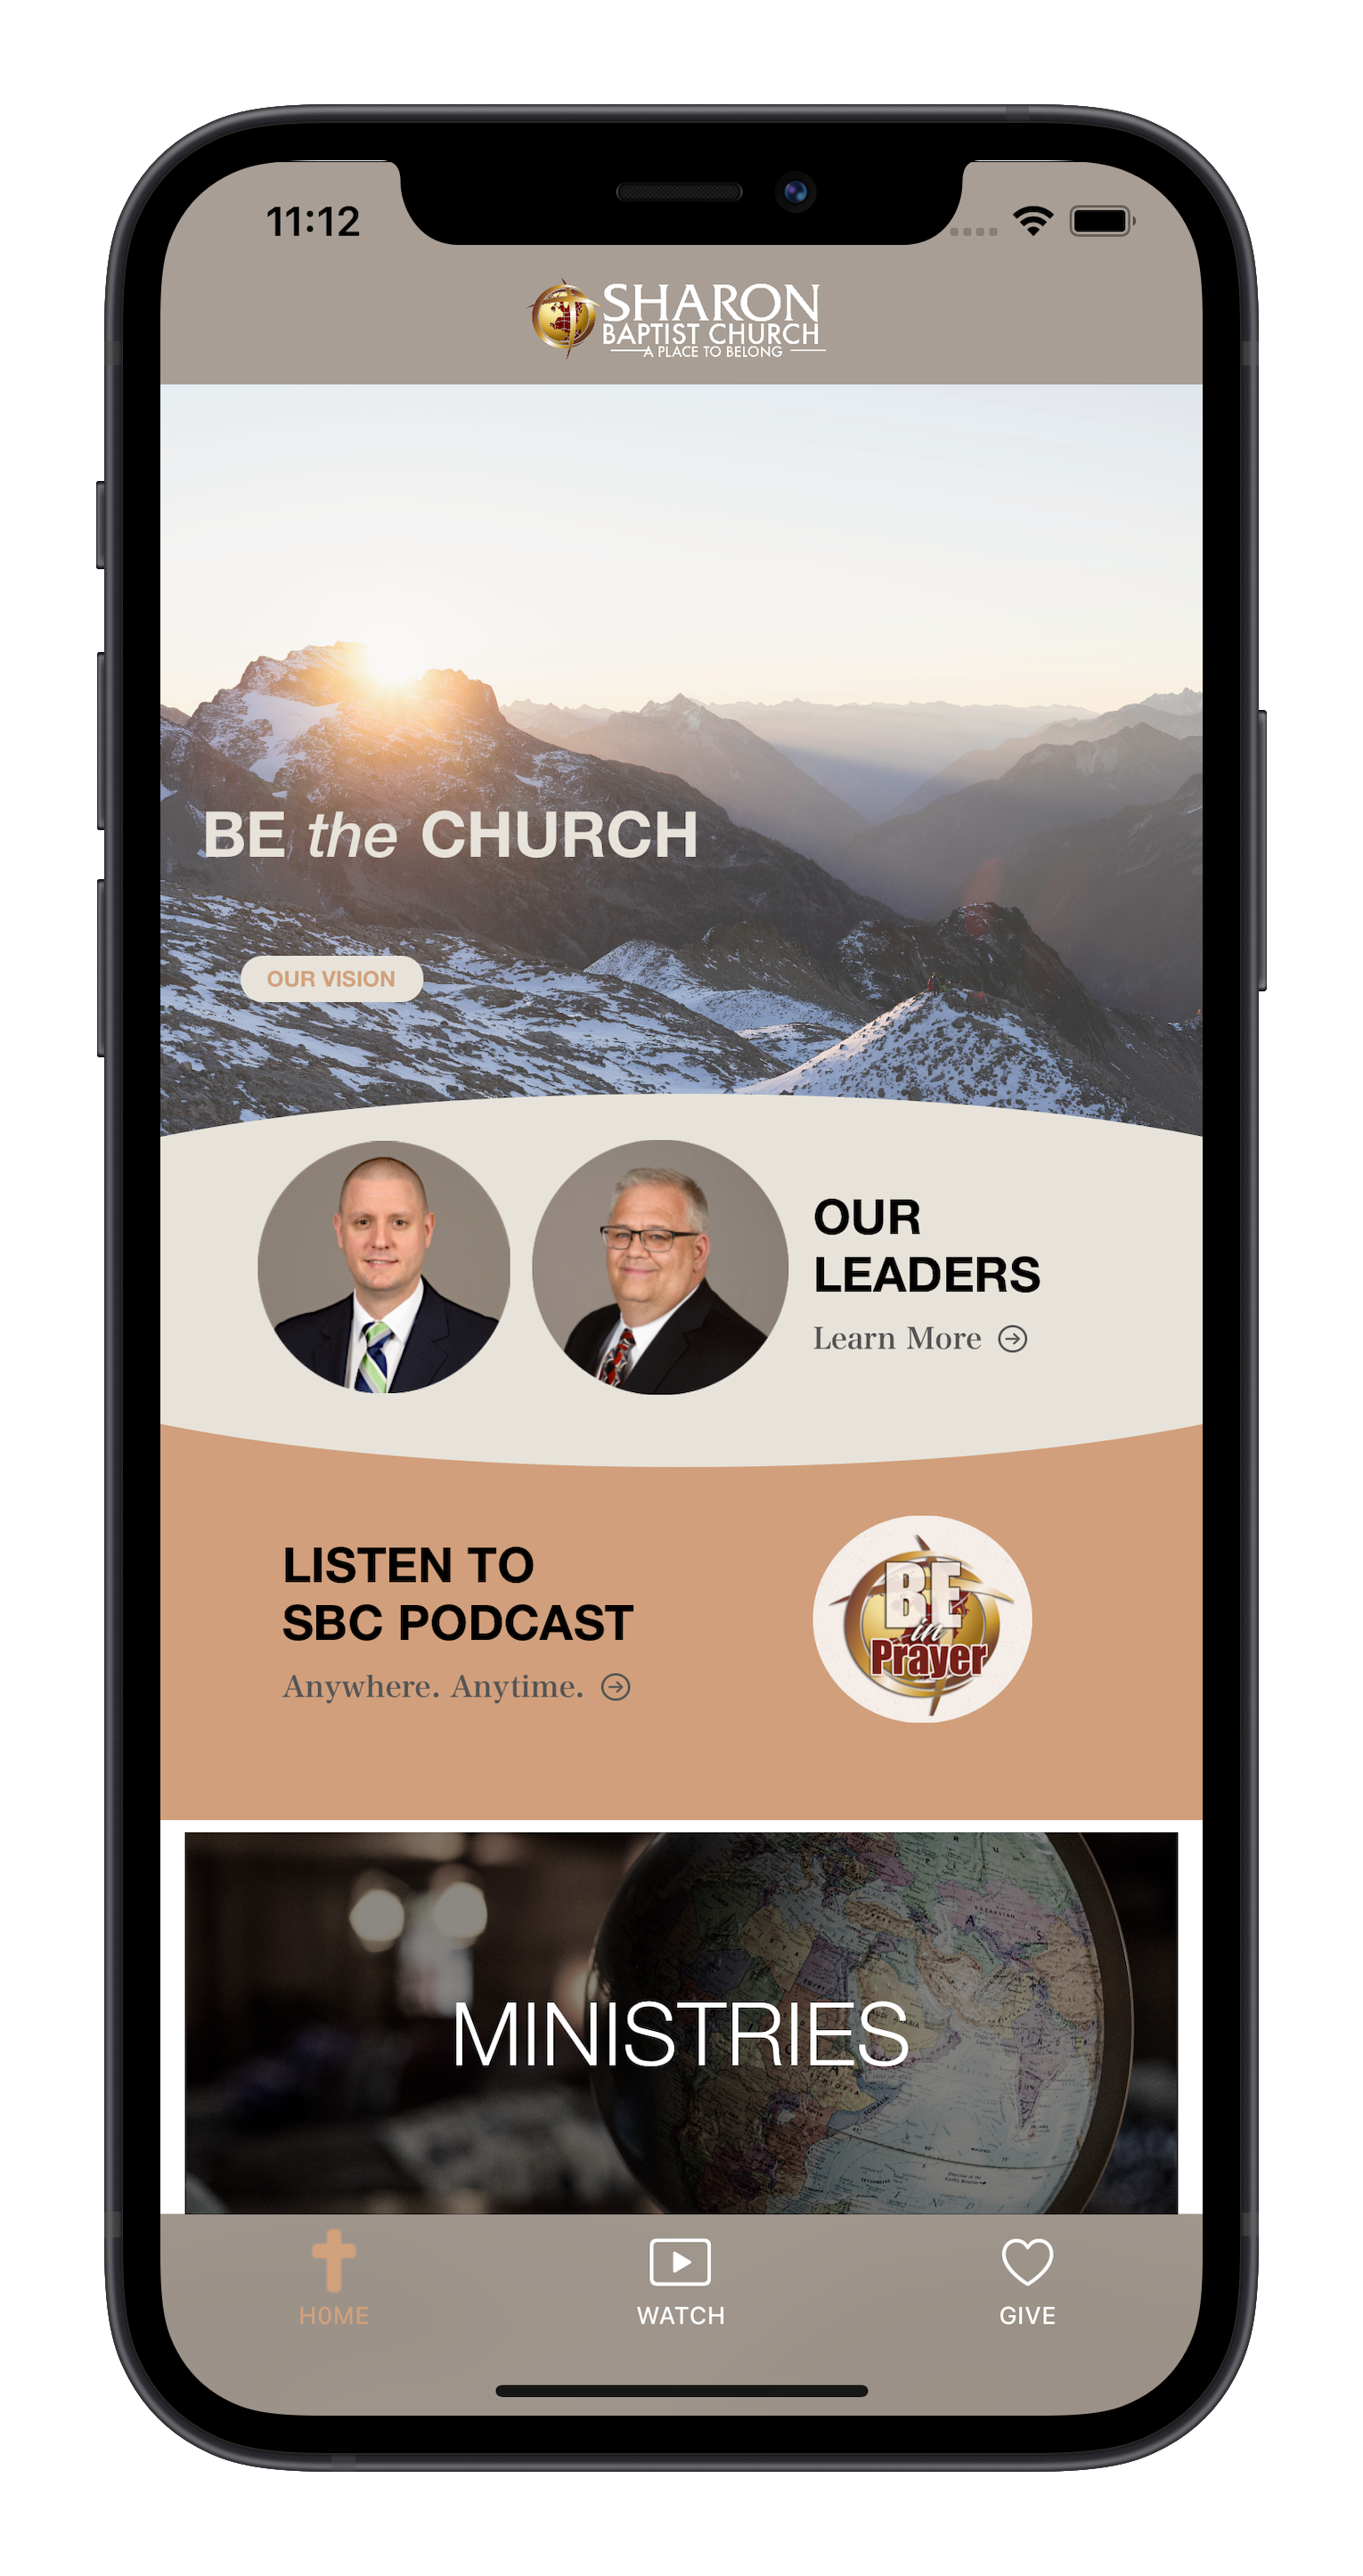 11:12
SHARON
BAPTIST CHURCH
A PLACE TO BELONG
BE the CHURCH
OUR VISION
OUR
LEADERS
Learn More
LISTEN TO
SBC PODCAST
Anywhere. Anytime.
BE
in
Prayer
MINISTRIES
HOME
WATCH
GIVE